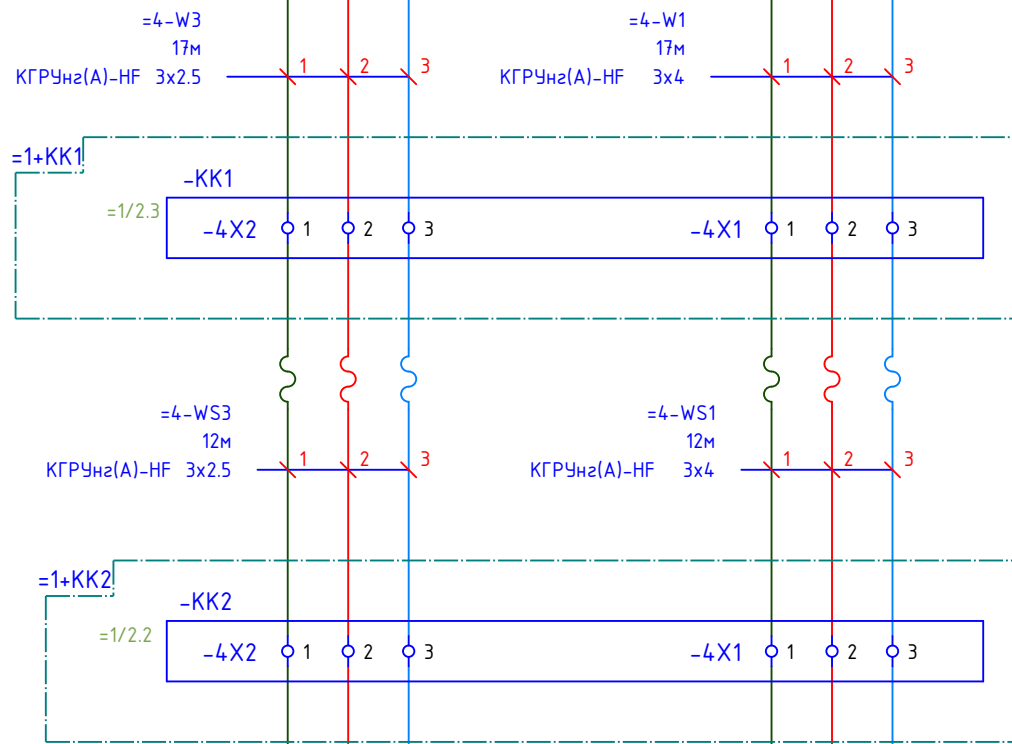 =4-W3
17м
КГРУнг(А)-HF 3x2.5
1 2 3
=4-W1
17м
КГРУнг(А)-HF 3x4
1 2 3
=1+KK1
-KK1
=1/2.3
-4X2 1 2 3
-4X1 1 2 3
=4-WS3
12м
КГРУнг(А)-HF 3x2.5
1 2 3
=4-WS1
12м
КГРУнг(А)-HF 3x4
1 2 3
=1+KK2
-KK2
=1/2.2
-4X2 1 2 3
-4X1 1 2 3